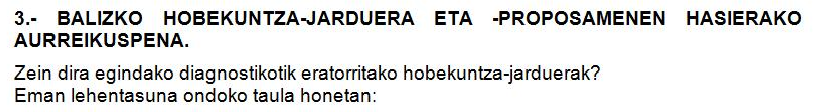 3.- BALIZKO HOBEKUNTZA-JARDUERA ETA -PROPOSAMENEN HASIERAKO
AURREIKUSPENA.
Zein dira egindako diagnostikotik eratorritako hobekuntza-jarduerak?
Eman lehentasuna ondoko taula honetan: